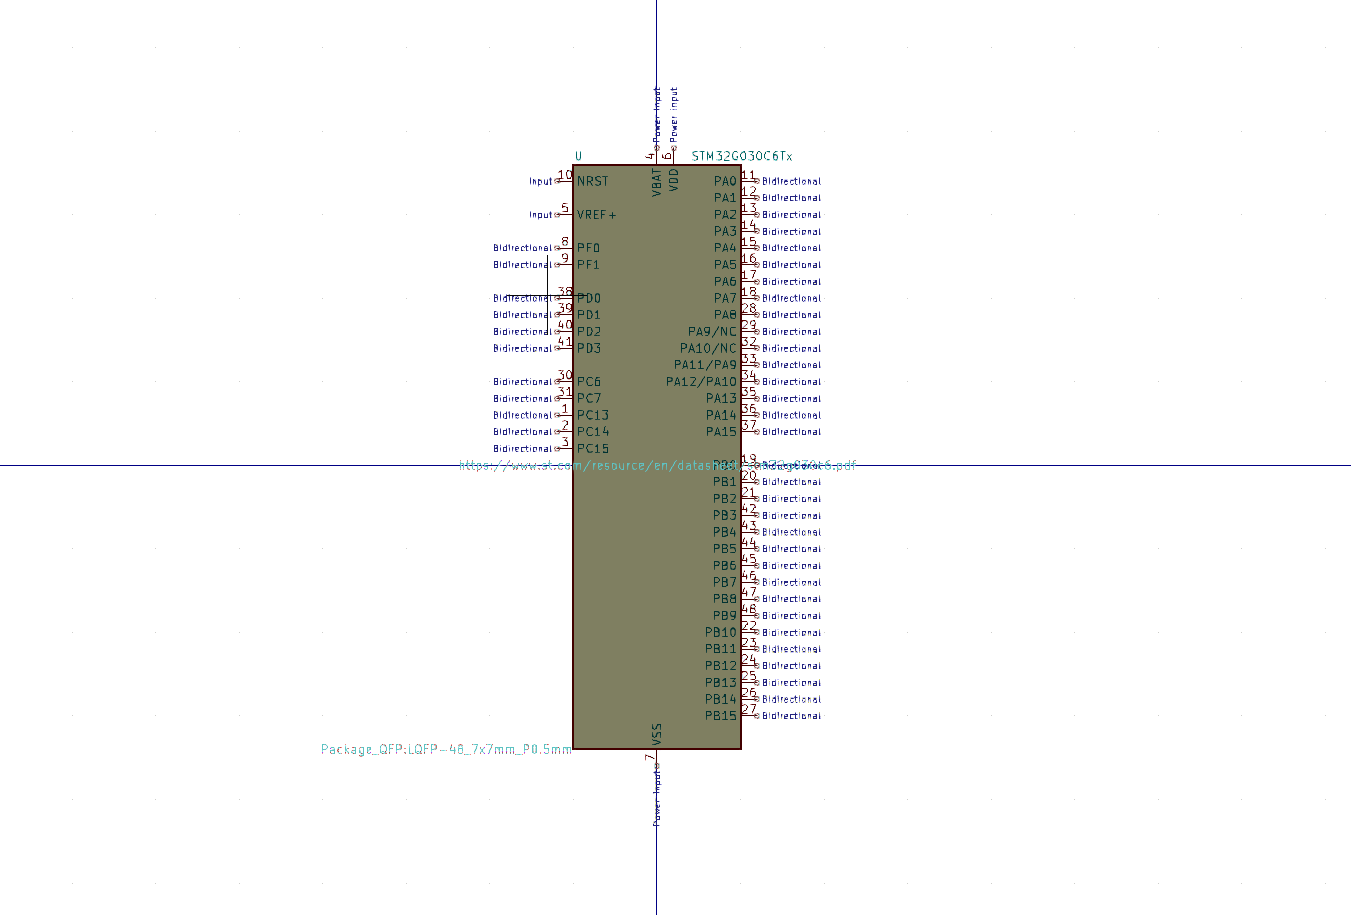 Power Input
Power Input
4
6
U
STM32G030C6Tx
VBAT
VDD
Input 10 NRST
PA0 11 Bidirectional
PA1 12 Bidirectional
Input 5 VREF+
PA2 13 Bidirectional
PA3 14 Bidirectional
Bidirectional 8 PF0
PA4 15 Bidirectional
Bidirectional 9 PF1
PA5 16 Bidirectional
PA6 17 Bidirectional
Bidirectional 38 PD0
PA7 18 Bidirectional
Bidirectional 39 PD1
PA8 28 Bidirectional
Bidirectional 40 PD2
PA9/NC 29 Bidirectional
Bidirectional 41 PD3
PA10/NC 32 Bidirectional
PA11/PA9 33 Bidirectional
Bidirectional 30 PC6
PA12/PA10 34 Bidirectional
Bidirectional 31 PC7
PA13 35 Bidirectional
Bidirectional 1 PC13
PA14 36 Bidirectional
Bidirectional 2 PC14
PA15 37 Bidirectional
Bidirectional 3 PC15
https://www.st.com/resource/en/datasheet/stm32g030c6.pdf
PB0 19 Bidirectional
PB1 20 Bidirectional
PB2 21 Bidirectional
PB3 42 Bidirectional
PB4 43 Bidirectional
PB5 44 Bidirectional
PB6 45 Bidirectional
PB7 46 Bidirectional
PB8 47 Bidirectional
PB9 48 Bidirectional
PB10 22 Bidirectional
PB11 23 Bidirectional
PB12 24 Bidirectional
PB13 25 Bidirectional
PB14 26 Bidirectional
PB15 27 Bidirectional
VSS
Package_QFP:LQFP-48_7x7mm_P0.5mm
7
Power Input